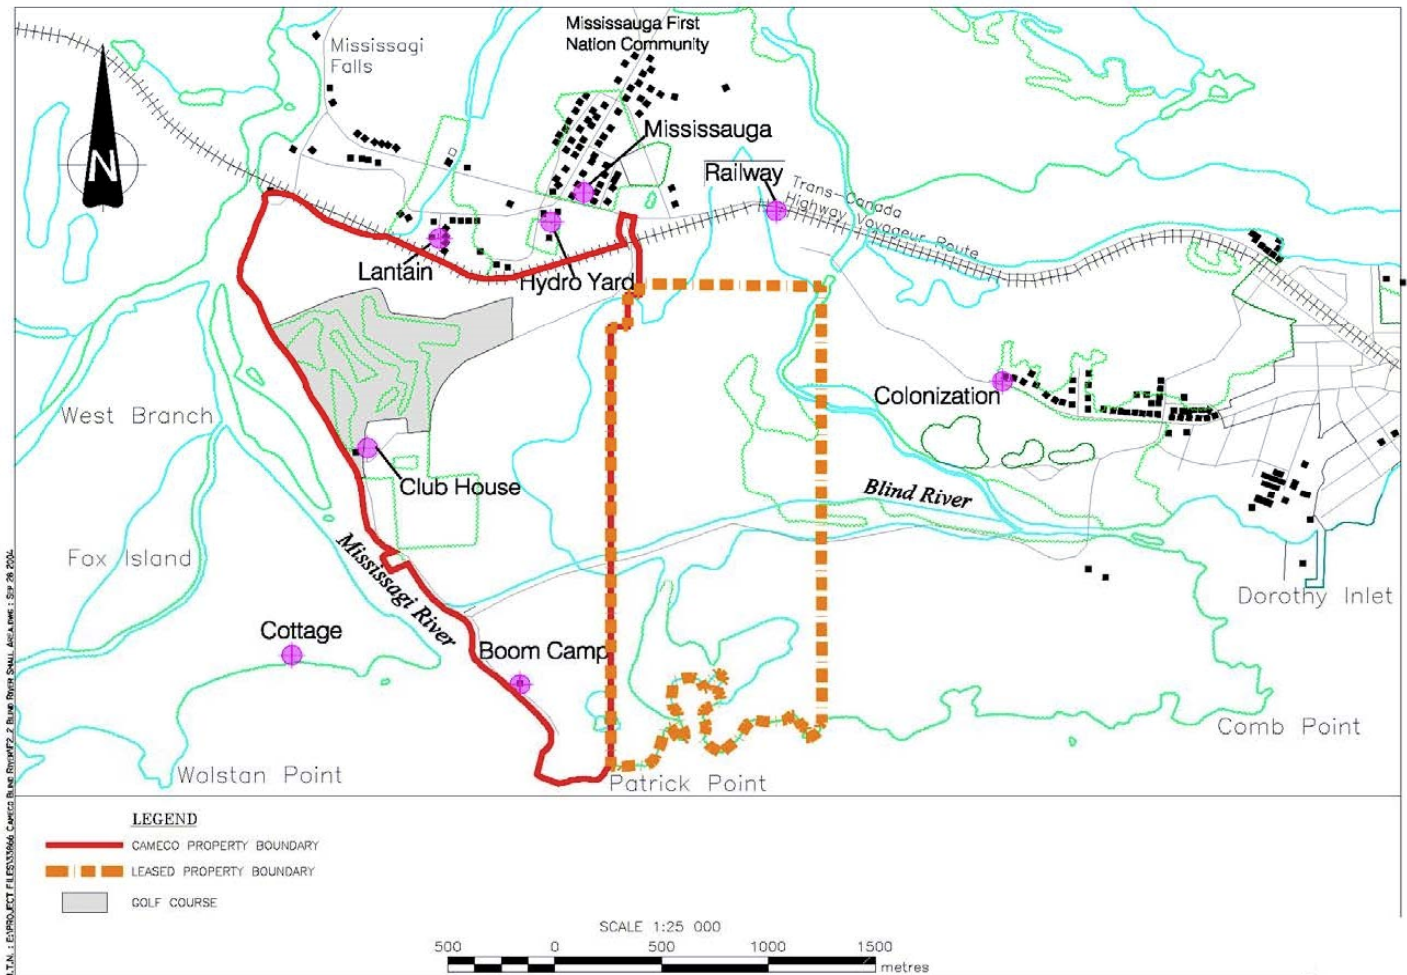 Mississauga First
Nation Community
Mississagi
Falls
Mississauga
Railway
Trans-Canada
Highway Voyageur Route
N
Lantain
Hydro Yard
Colonization
West Branch
Club House
Blind River
Mississagi River
Fox Island
Dorothy Inlet
Cottage
Boom Camp
Comb Point
Wolstan Point
Patrick Point
LEGEND
CAMECO PROPERTY BOUNDARY
LEASED PROPERTY BOUNDARY
GOLF COURSE
SCALE 1:25 000
500 0 500 1000 1500
metres